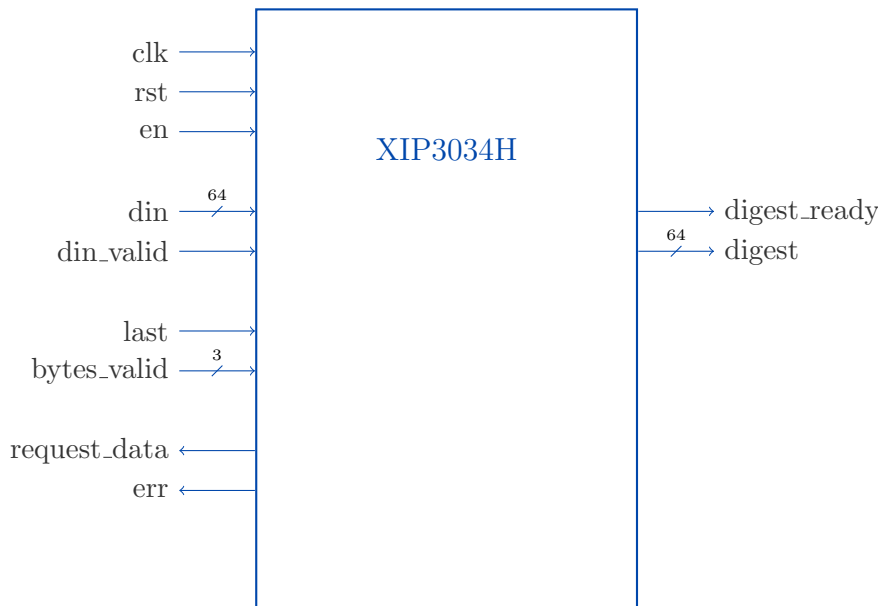 clk
rst
en
XIP3034H
64
din
din_valid
digest_ready
64
digest
last
3
bytes_valid
request_data
err